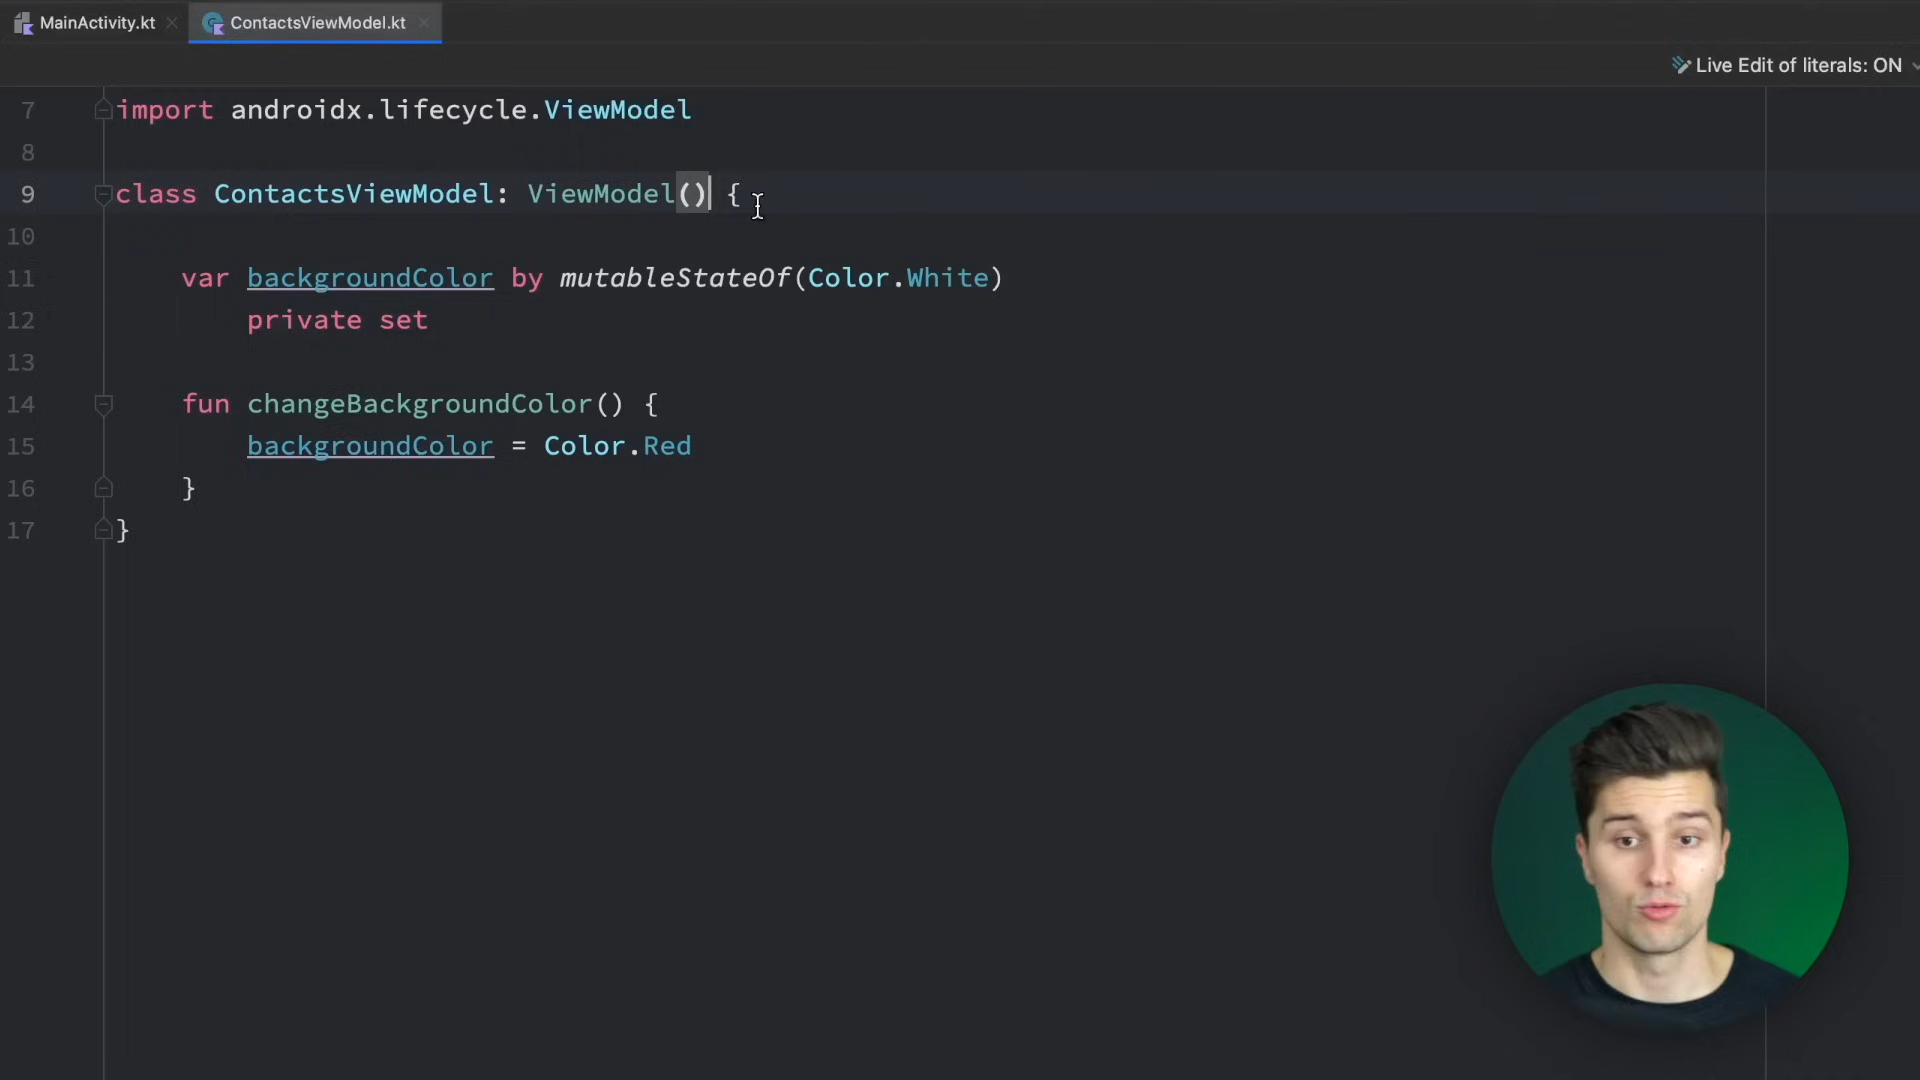 MainActivity.kt
ContactsViewModel.kt
Live Edit of literals: ON
7 import androidx.lifecycle.ViewModel
8
9 class ContactsViewModel: ViewModel() {
10
11 var backgroundColor by mutableStateOf(Color.White)
12 private set
13
14 fun changeBackgroundColor() {
15 backgroundColor = Color.Red
16 }
17 }